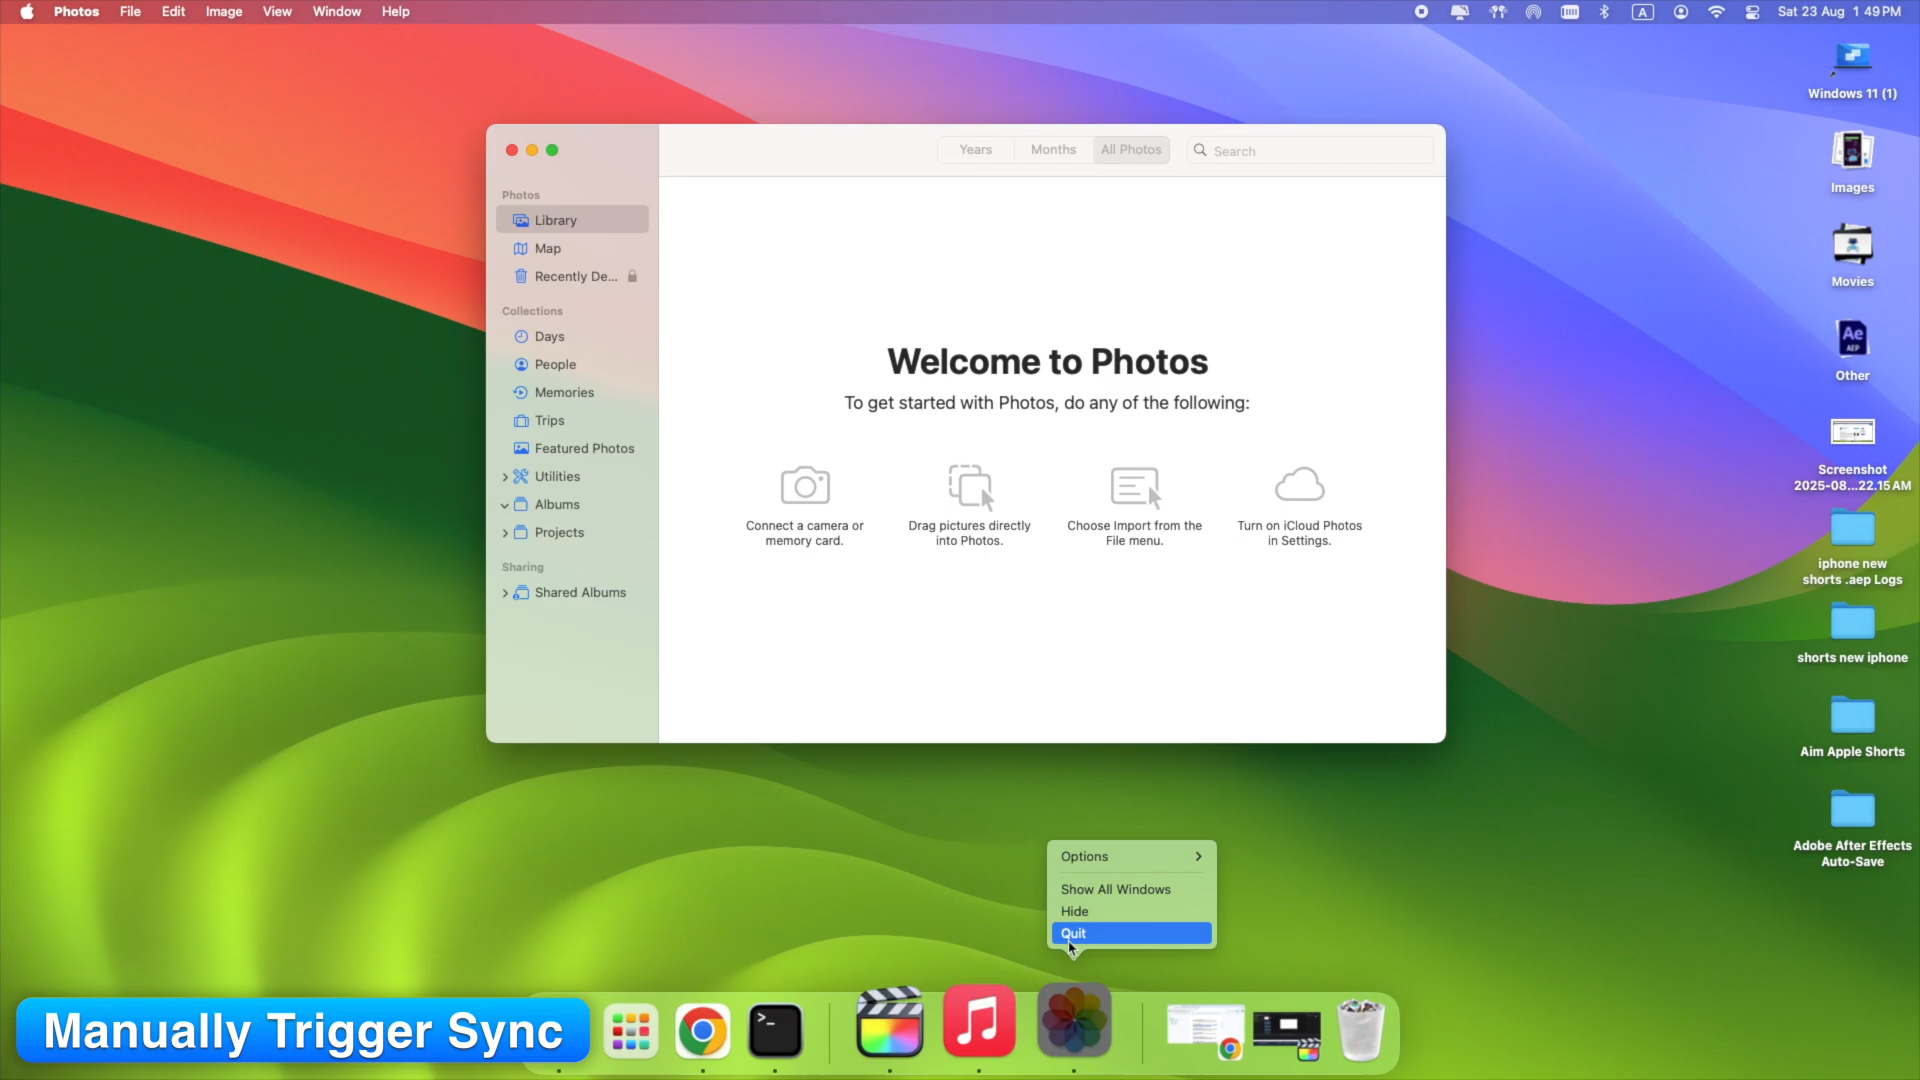 Photos File Edit Image View Window Help
A Sat 23 Aug 1 49 PM
Windows 11 (1)
Images
Movies
Ae
AEP
Other
Screenshot
2025-08...22.15 AM
iphone new
shorts .aep Logs
shorts new iphone
Aim Apple Shorts
Adobe After Effects
Auto-Save
Years Months All Photos Search
Photos
Library
Map
Recently De...
Collections
Days
People
Memories
Trips
Featured Photos
Utilities
Albums
Projects
Sharing
Shared Albums
Welcome to Photos
To get started with Photos, do any of the following:
Connect a camera or
memory card.
Drag pictures directly
into Photos.
Choose Import from the
File menu.
Turn on iCloud Photos
in Settings.
Options
Show All Windows
Hide
Quit
Manually Trigger Sync